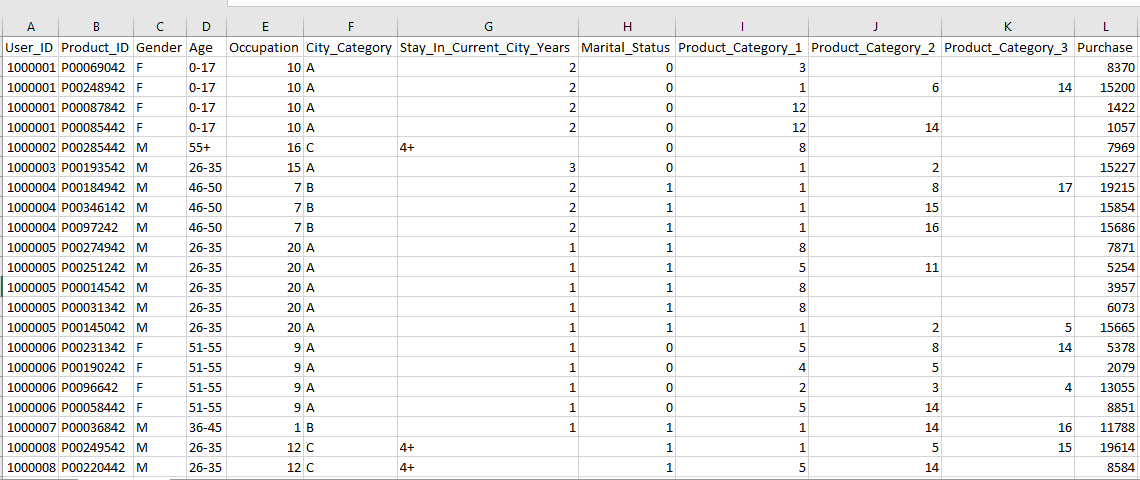 A B C D E F G H I J K L
User_ID Product_ID Gender Age Occupation City_Category Stay_In_Current_City_Years Marital_Status Product_Category_1 Product_Category_2 Product_Category_3 Purchase
1000001 P00069042 F 0-17 10 A 2 0 3 8370
1000001 P00248942 F 0-17 10 A 2 0 1 6 14 15200
1000001 P00087842 F 0-17 10 A 2 0 12 1422
1000001 P00085442 F 0-17 10 A 2 0 12 14 1057
1000002 P00285442 M 55+ 16 C 4+ 0 8 7969
1000003 P00193542 M 26-35 15 A 3 0 1 2 15227
1000004 P00184942 M 46-50 7 B 2 1 1 8 17 19215
1000004 P00346142 M 46-50 7 B 2 1 1 15 15854
1000004 P0097242 M 46-50 7 B 2 1 1 16 15686
1000005 P00274942 M 26-35 20 A 1 1 8 7871
1000005 P00251242 M 26-35 20 A 1 1 5 11 5254
1000005 P00014542 M 26-35 20 A 1 1 8 3957
1000005 P00031342 M 26-35 20 A 1 1 8 6073
1000005 P00145042 M 26-35 20 A 1 1 1 2 5 15665
1000006 P00231342 F 51-55 9 A 1 0 5 8 14 5378
1000006 P00190242 F 51-55 9 A 1 0 4 5 2079
1000006 P0096642 F 51-55 9 A 1 0 2 3 4 13055
1000006 P00058442 F 51-55 9 A 1 0 5 14 8851
1000007 P00036842 M 36-45 1 B 1 1 1 14 16 11788
1000008 P00249542 M 26-35 12 C 4+ 1 1 5 15 19614
1000008 P00220442 M 26-35 12 C 4+ 1 5 14 8584